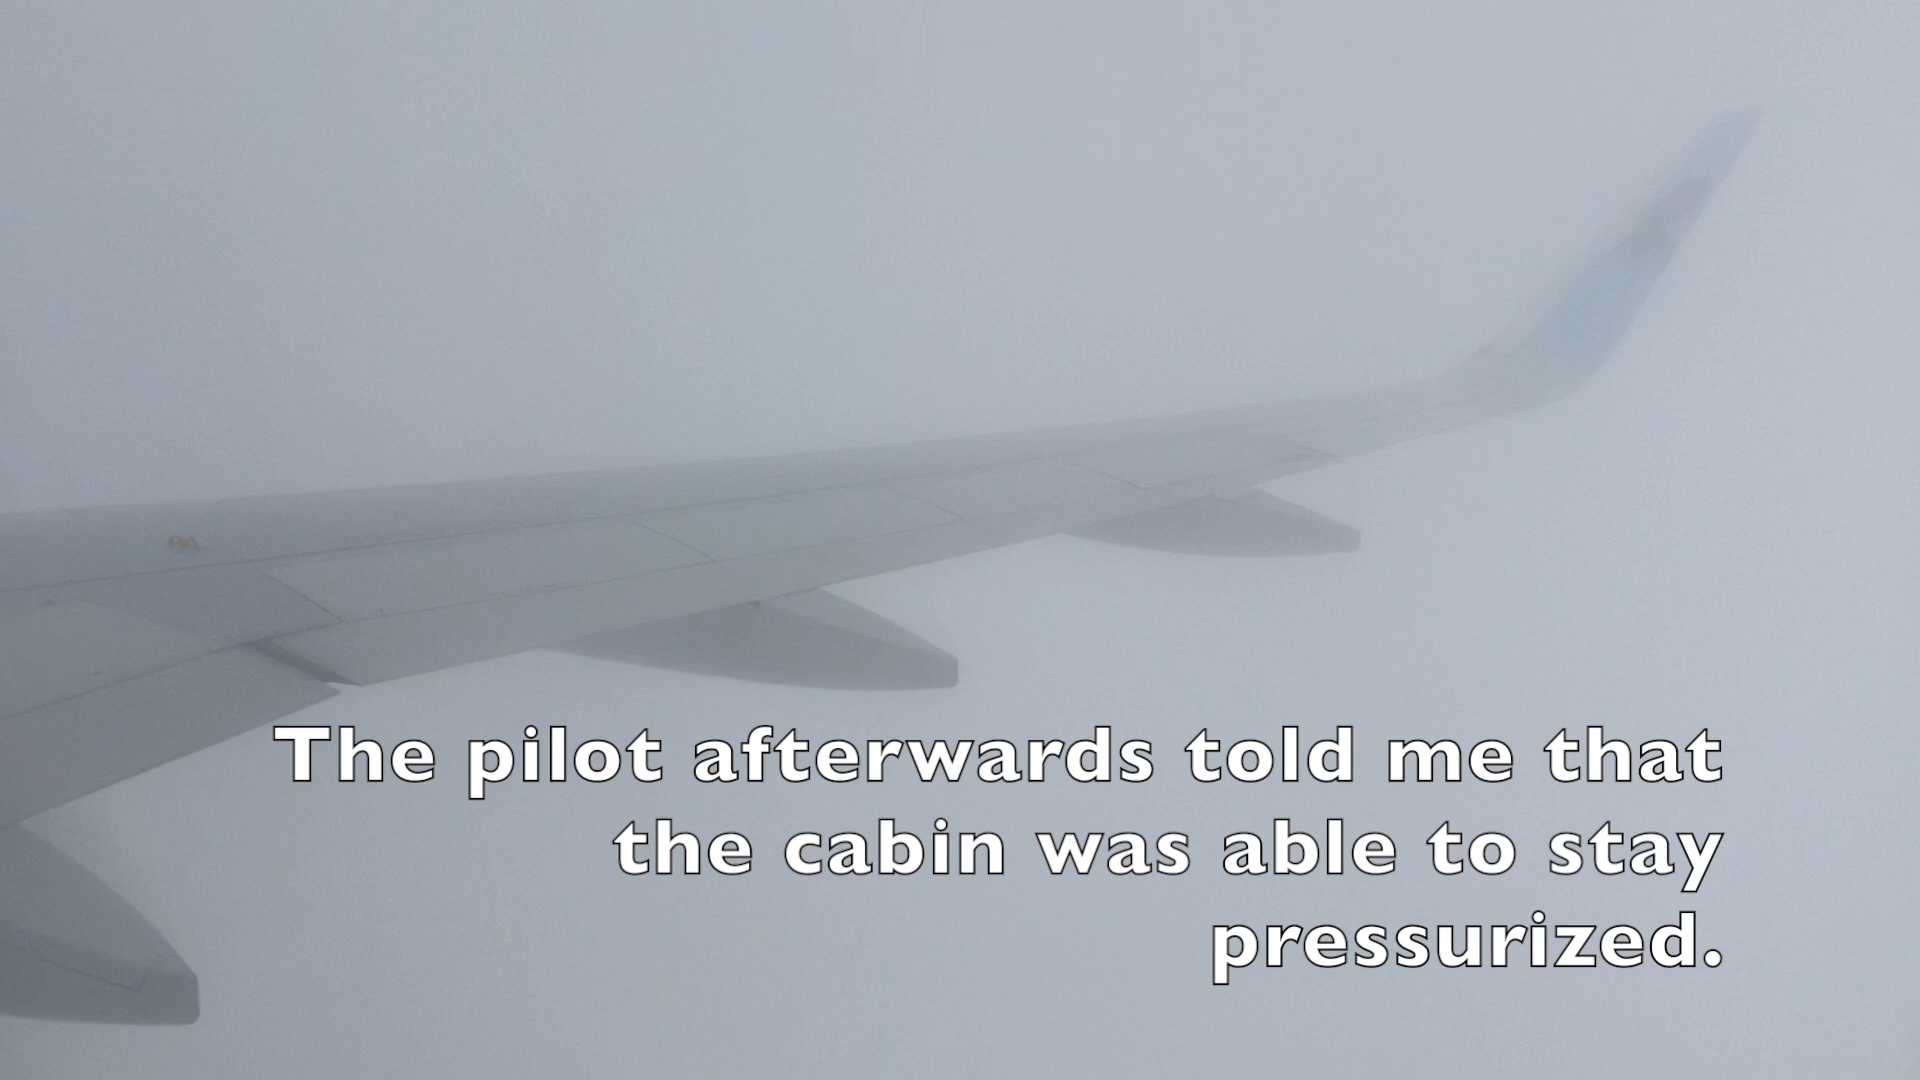 The pilot afterwards told me that
the cabin was able to stay
pressurized.